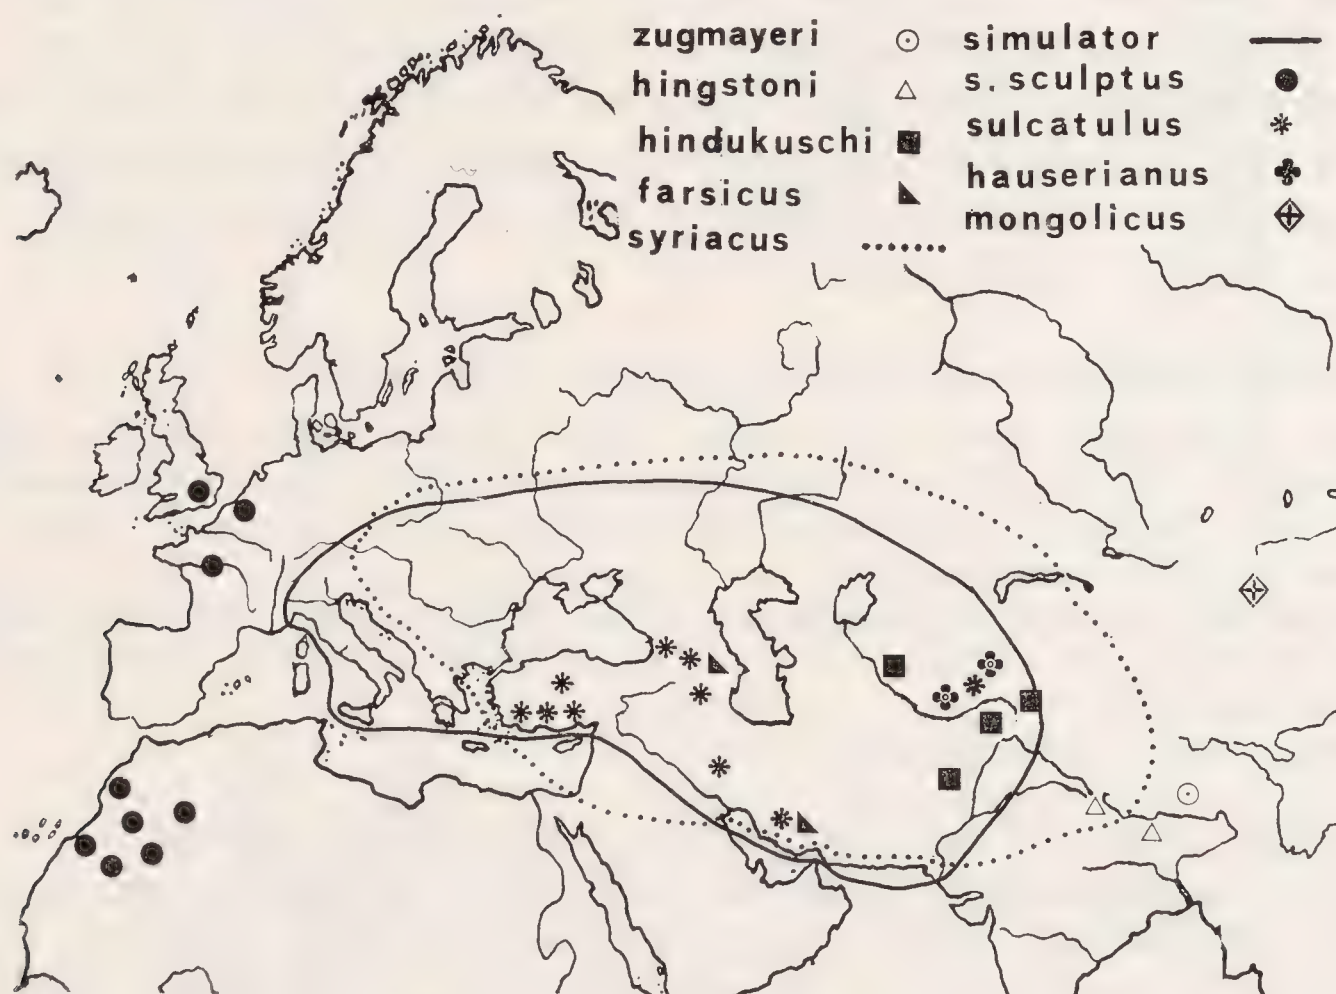 zugmayeri
hingstoni
hindukuschi
farsicus
syriacus
simulator
s. sculptus
sulcatulus
hauserianus
mongolicus